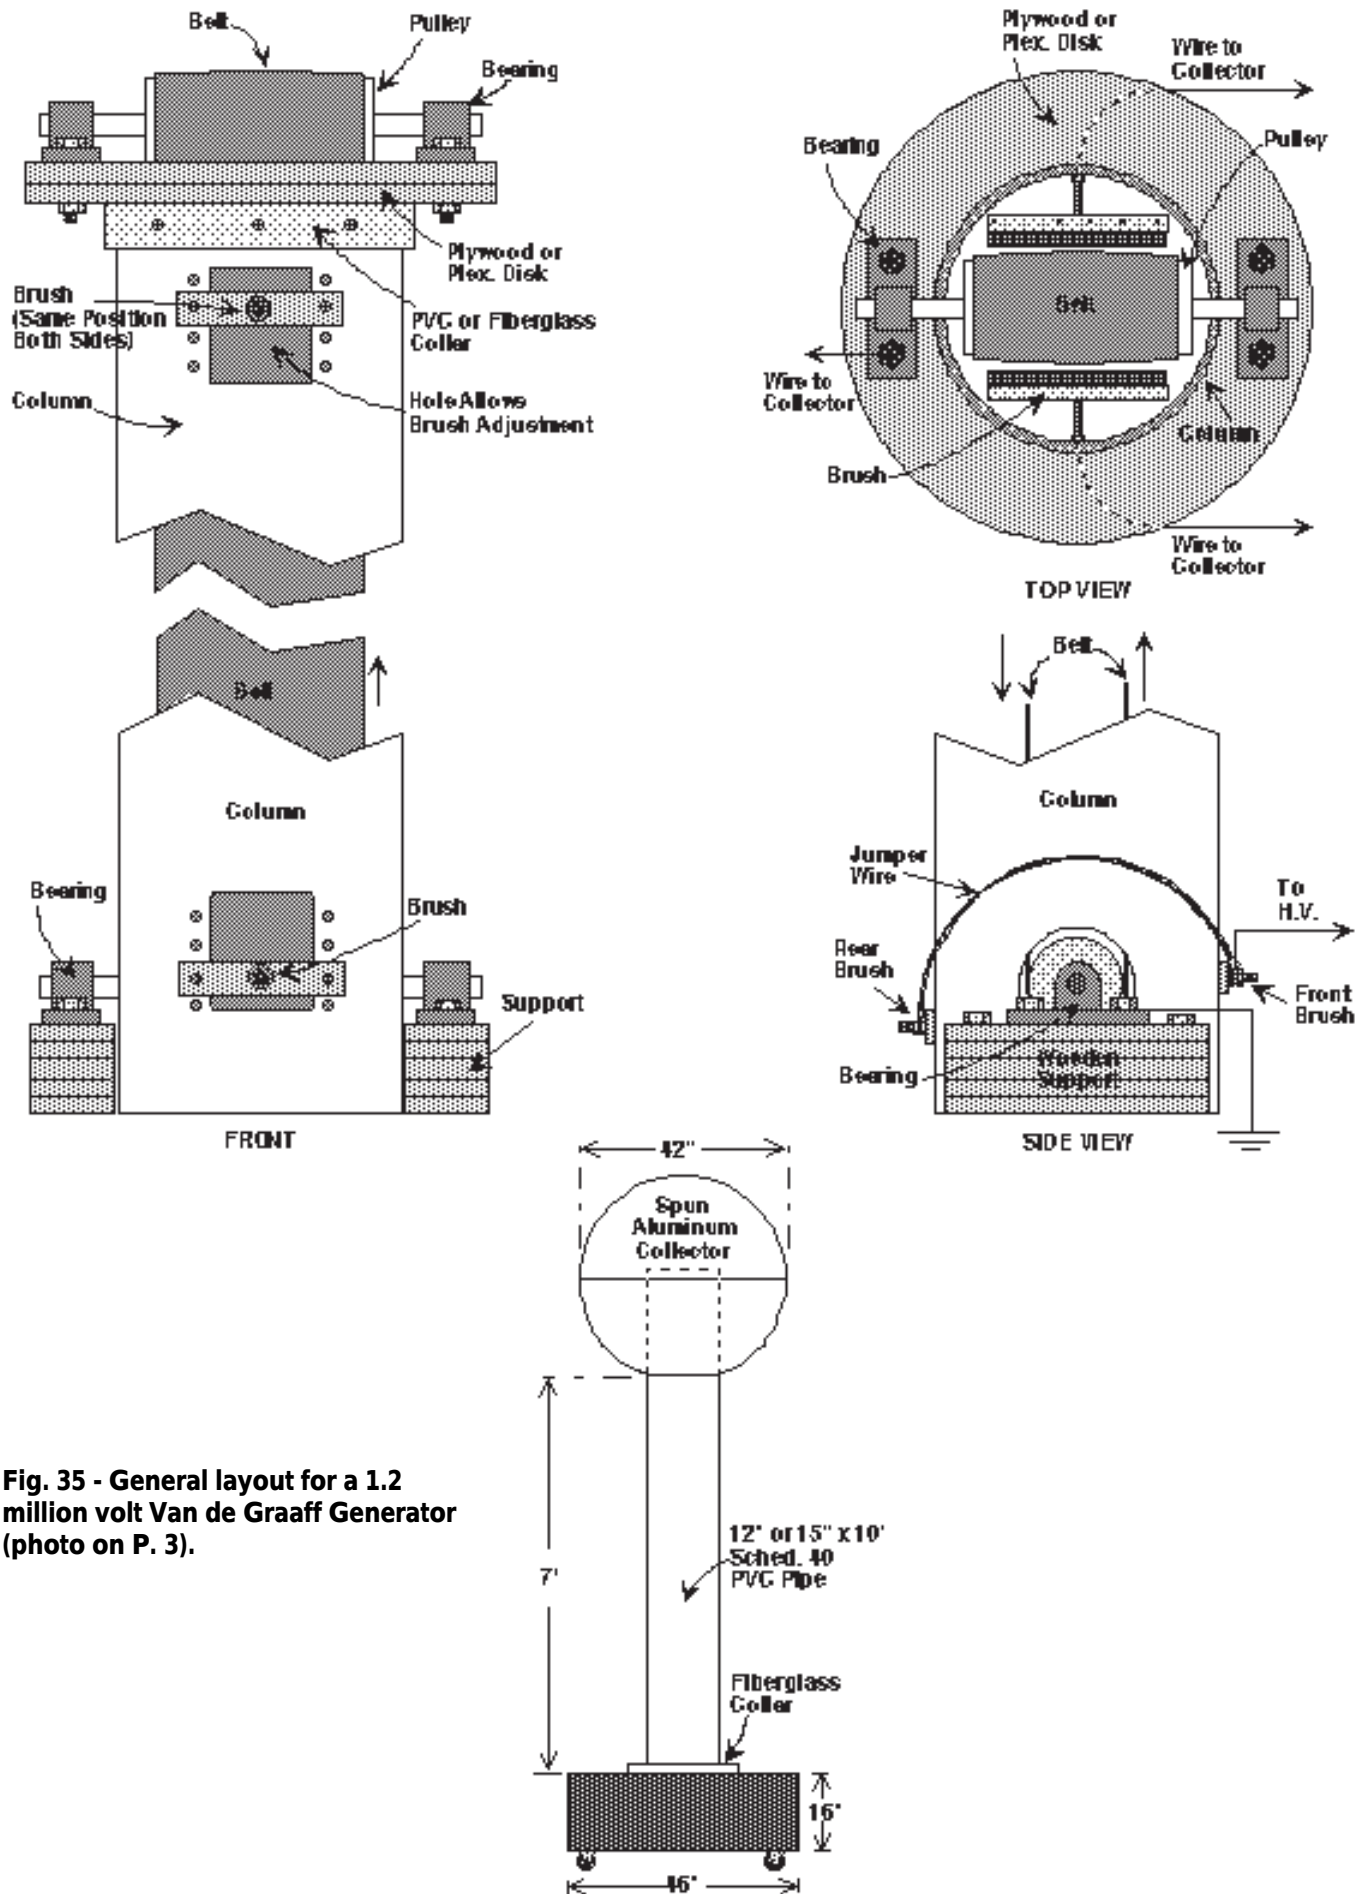 Belt
Pulley
Bearing
Plywood or
Plex. Disk
Brush
(Same Position
Both Sides)
PVC or Fiberglass
Collar
Column
Hole Allows
Brush Adjustment
Belt
Column
Bearing
Brush
Support
FRONT
Plywood or
Plex. Disk
Wire to
Collector
Bearing
Pulley
Belt
Wire to
Collector
Column
Brush
Wire to
Collector
TOP VIEW
Belt
Column
Jumper
Wire
To
H.V.
Rear
Brush
Front
Brush
Wooden
Support
Bearing
SIDE VIEW
42"
Spun
Aluminum
Collector
Fig. 35 - General layout for a 1.2
million volt Van de Graaff Generator
(photo on P. 3).
12" or 15" x 10'
Sched. 40
PVC Pipe
7'
Fiberglass
Collar
16"
46"